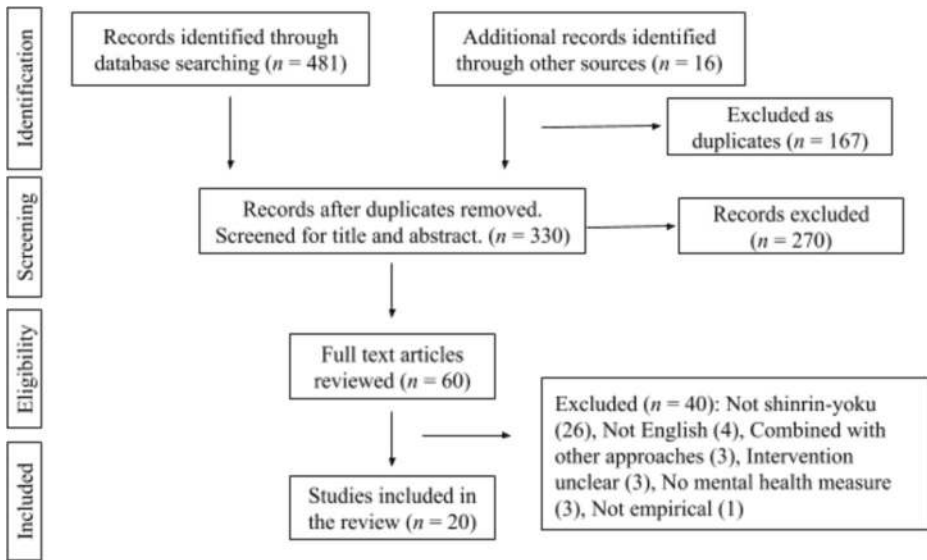 Identification
Records identified through
database searching (n = 481)
Additional records identified
through other sources (n = 16)
Excluded as
duplicates (n = 167)
Screening
Records after duplicates removed.
Screened for title and abstract. (n = 330)
Records excluded
(n = 270)
Eligibility
Full text articles
reviewed (n = 60)
Excluded (n = 40): Not shinrin-yoku
(26), Not English (4), Combined with
other approaches (3), Intervention
unclear (3), No mental health measure
(3), Not empirical (1)
Included
Studies included in
the review (n = 20)